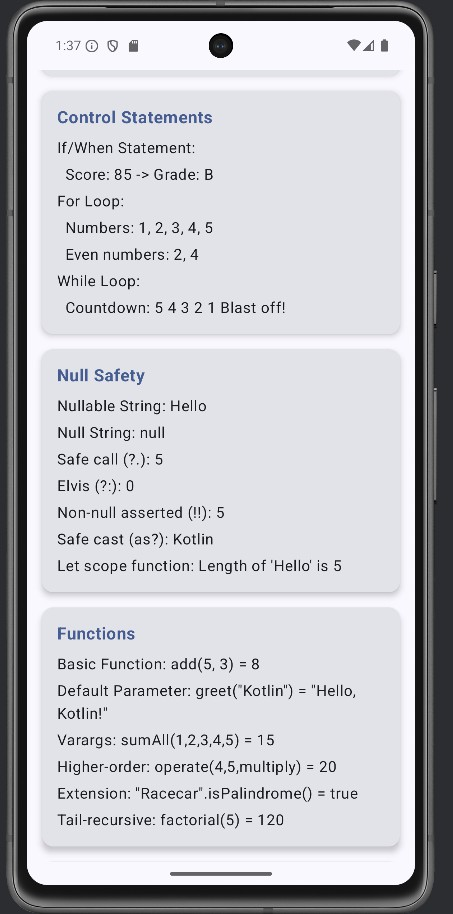 1:37
Control Statements
If/When Statement:
Score: 85 -> Grade: B
For Loop:
Numbers: 1, 2, 3, 4, 5
Even numbers: 2, 4
While Loop:
Countdown: 5 4 3 2 1 Blast off!
Null Safety
Nullable String: Hello
Null String: null
Safe call (?.): 5
Elvis (?:): 0
Non-null asserted (!!): 5
Safe cast (as?): Kotlin
Let scope function: Length of 'Hello' is 5
Functions
Basic Function: add(5, 3) = 8
Default Parameter: greet("Kotlin") = "Hello,
Kotlin!"
Varargs: sumAll(1,2,3,4,5) = 15
Higher-order: operate(4,5,multiply) = 20
Extension: "Racecar".isPalindrome() = true
Tail-recursive: factorial(5) = 120